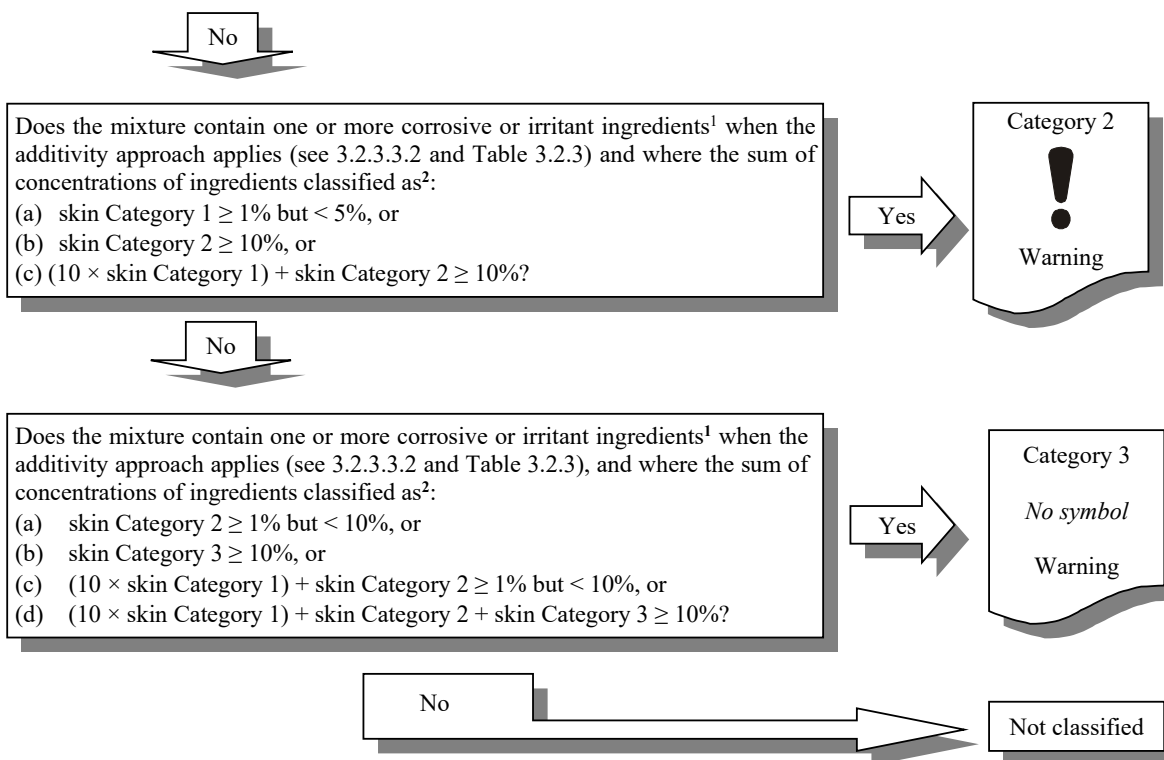 No
Does the mixture contain one or more corrosive or irritant ingredients¹ when the
additivity approach applies (see 3.2.3.3.2 and Table 3.2.3) and where the sum of
concentrations of ingredients classified as²:
(a) skin Category 1 ≥ 1% but < 5%, or
(b) skin Category 2 ≥ 10%, or
(c) (10 × skin Category 1) + skin Category 2 ≥ 10%?
Yes
Category 2
Warning
No
Does the mixture contain one or more corrosive or irritant ingredients¹ when the
additivity approach applies (see 3.2.3.3.2 and Table 3.2.3), and where the sum of
concentrations of ingredients classified as²:
(a) skin Category 2 ≥ 1% but < 10%, or
(b) skin Category 3 ≥ 10%, or
(c) (10 × skin Category 1) + skin Category 2 ≥ 1% but < 10%, or
(d) (10 × skin Category 1) + skin Category 2 + skin Category 3 ≥ 10%?
Yes
Category 3
No symbol
Warning
No
Not classified